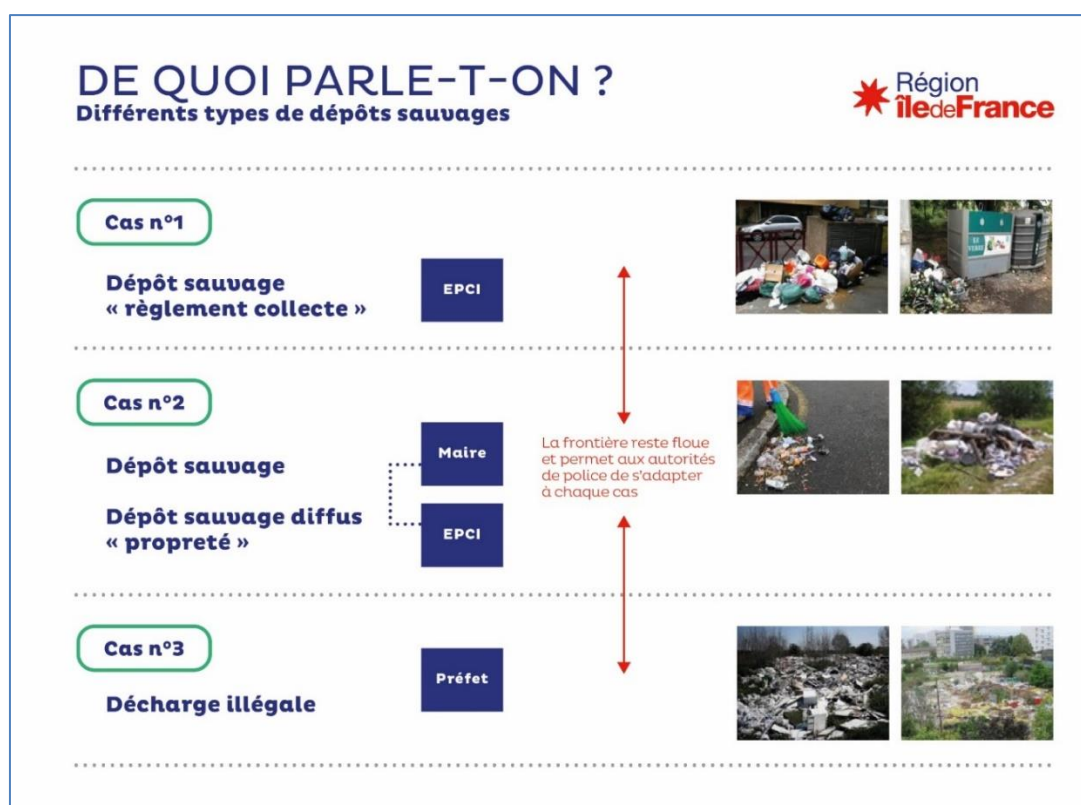 DE QUOI PARLE-T-ON ?
Différents types de dépôts sauvages
Région
îledeFrance
Cas n°1
Dépôt sauvage
« règlement collecte »
EPCI
Cas n°2
Dépôt sauvage
Dépôt sauvage diffus
« propreté »
Maire
EPCI
La frontière reste floue
et permet aux autorités
de police de s'adapter
à chaque cas
Cas n°3
Décharge illégale
Préfet